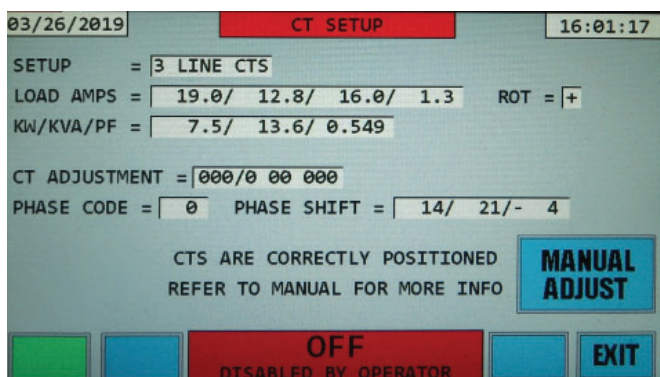 03/26/2019 CT SETUP 16:01:17
SETUP = 3 LINE CTS
LOAD AMPS = 19.0/ 12.8/ 16.0/ 1.3 ROT = +
KW/KVA/PF = 7.5/ 13.6/ 0.549
CT ADJUSTMENT = 000/0 00 000
PHASE CODE = 0 PHASE SHIFT = 14/ 21/- 4
CTS ARE CORRECTLY POSITIONED
REFER TO MANUAL FOR MORE INFO
MANUAL
ADJUST
OFF
DISABLED BY OPERATOR
EXIT